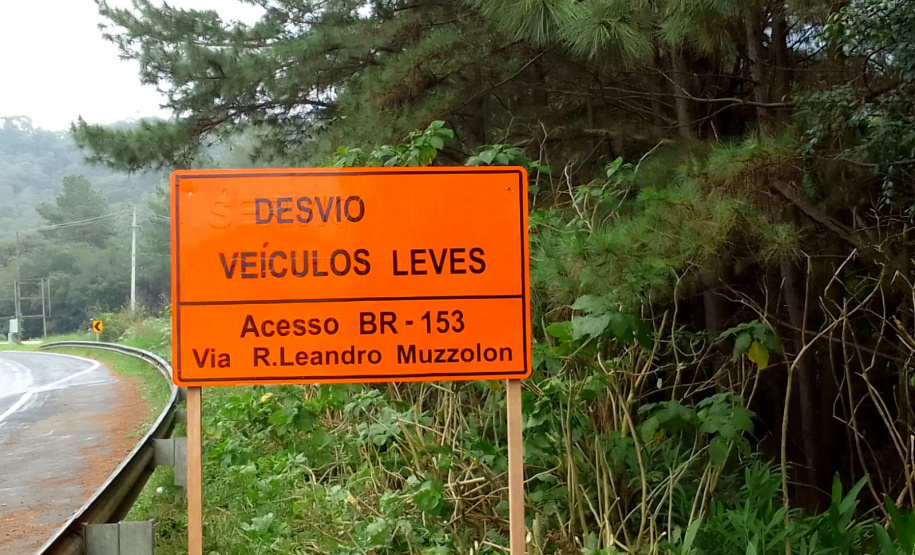 DESVIO
VEÍCULOS LEVES
Acesso BR-153
Via R.Leandro Muzzolon